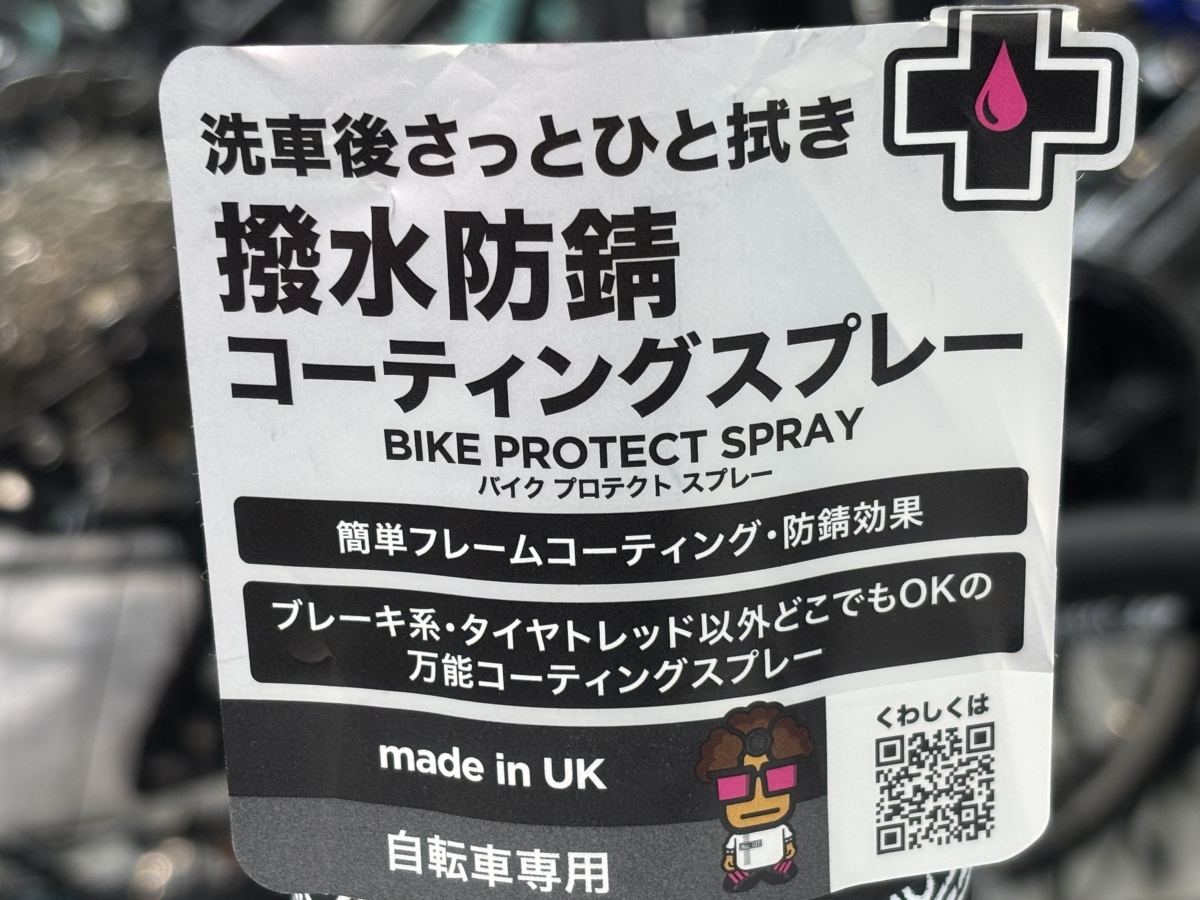 洗車後さっとひと拭き
撥水防錆
コーティングスプレー
BIKE PROTECT SPRAY
バイク プロテクト スプレー
簡単フレームコーティング・防錆効果
ブレーキ系・タイヤトレッド以外どこでもOKの
万能コーティングスプレー
made in UK
くわしくは
自転車専用